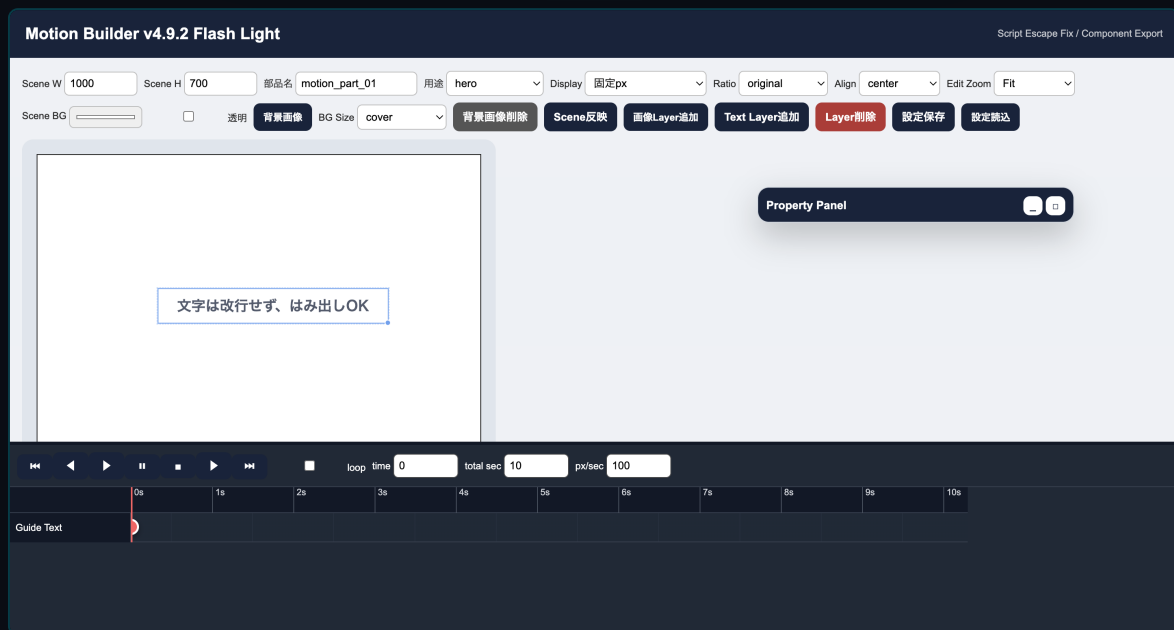 Motion Builder v4.9.2 Flash Light
Script Escape Fix / Component Export
Scene W 1000 Scene H 700 部品名 motion_part_01 用途 hero Display 固定px Ratio original Align center Edit Zoom Fit
Scene BG 透明 背景画像 BG Size cover 背景画像削除 Scene反映 画像Layer追加 Text Layer追加 Layer削除 設定保存 設定読込
Property Panel
文字は改行せず、はみ出しOK
loop time 0 total sec 10 px/sec 100
0s 1s 2s 3s 4s 5s 6s 7s 8s 9s 10s
Guide Text